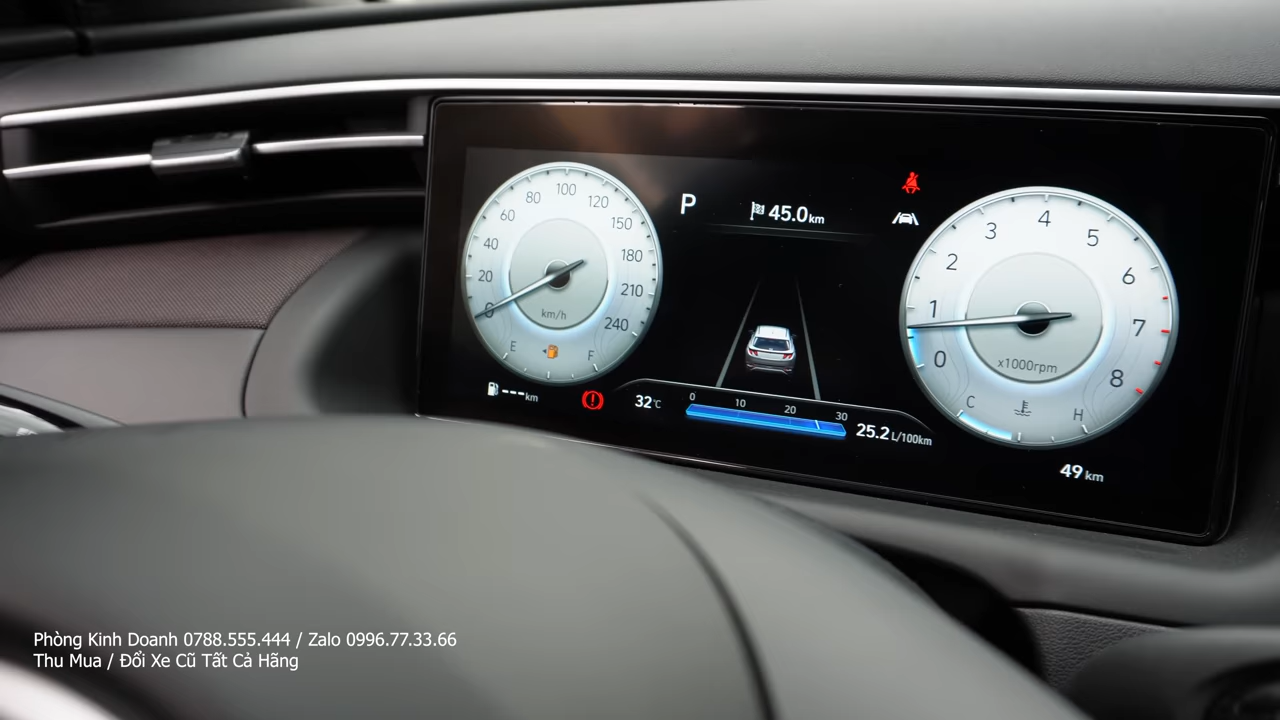 0
20
40
60
80
100
120
150
180
210
240
km/h
E
F
---km
P
45.0km
32°C
0 10 20 30
25.2L/100km
0
1
2
3
4
5
6
7
8
x1000rpm
C
H
49 km
Phòng Kinh Doanh 0788.555.444 / Zalo 0996.77.33.66
Thu Mua / Đổi Xe Cũ Tất Cả Hãng